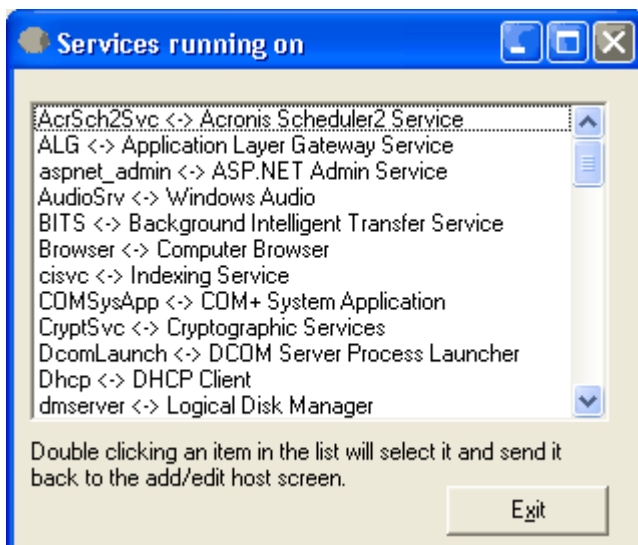 Services running on
AcrSch2Svc <-> Acronis Scheduler2 Service
ALG <-> Application Layer Gateway Service
aspnet_admin <-> ASP.NET Admin Service
AudioSrv <-> Windows Audio
BITS <-> Background Intelligent Transfer Service
Browser <-> Computer Browser
cisvc <-> Indexing Service
COMSysApp <-> COM+ System Application
CryptSvc <-> Cryptographic Services
DcomLaunch <-> DCOM Server Process Launcher
Dhcp <-> DHCP Client
dmserver <-> Logical Disk Manager
Double clicking an item in the list will select it and send it
back to the add/edit host screen.
Exit